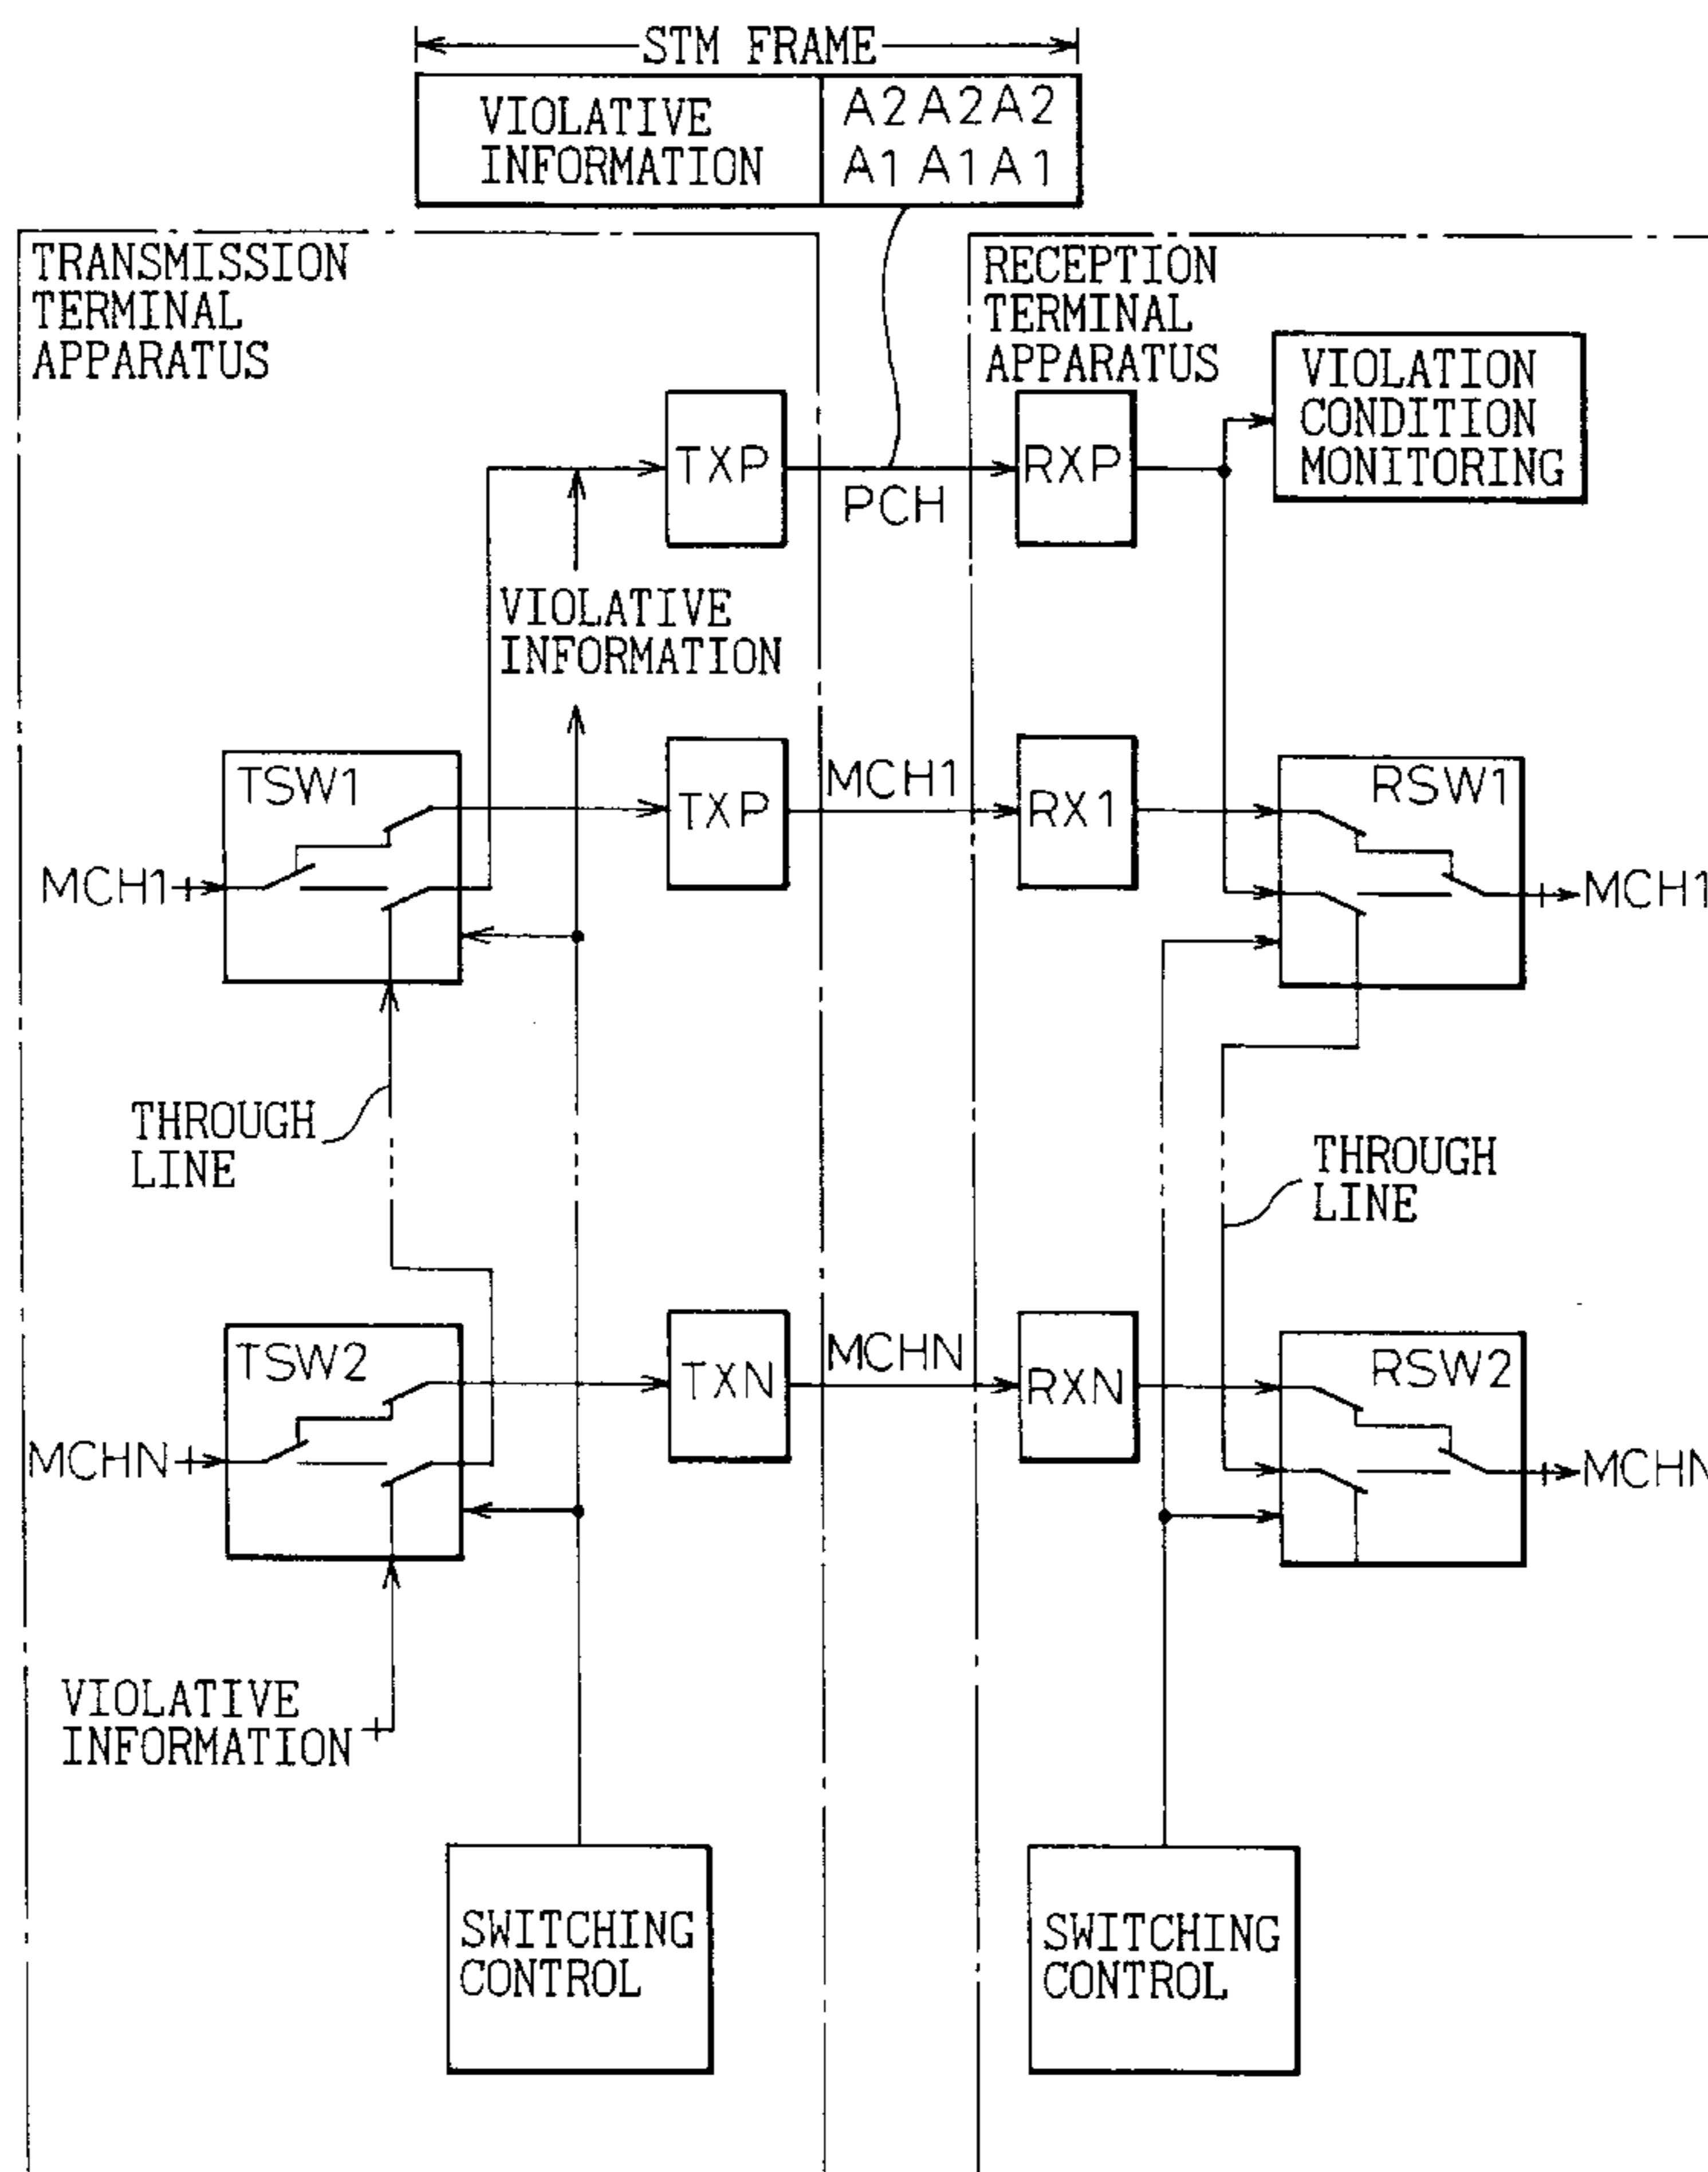 STM FRAME
VIOLATIVE
INFORMATION
A2 A2 A2
A1 A1 A1
TRANSMISSION
TERMINAL
APPARATUS
RECEPTION
TERMINAL
APPARATUS
VIOLATION
CONDITION
MONITORING
TXP
PCH
RXP
VIOLATIVE
INFORMATION
TSW1
TXP
MCH1
RX1
RSW1
MCH1
MCH1
THROUGH
LINE
THROUGH
LINE
TSW2
TXN
MCHN
RXN
RSW2
MCHN
MCHN
VIOLATIVE
INFORMATION
SWITCHING
CONTROL
SWITCHING
CONTROL